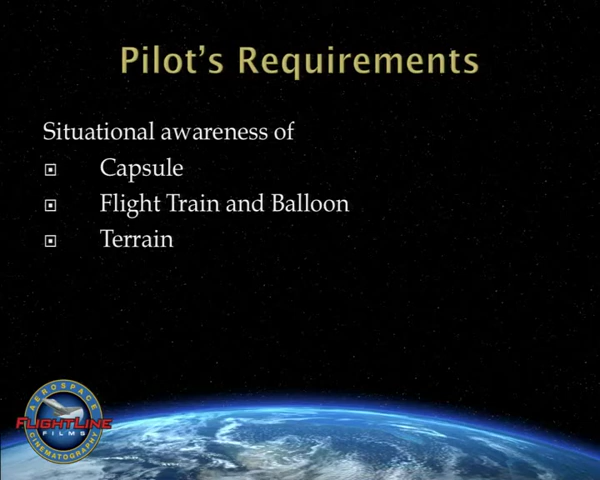 Pilot's Requirements
Situational awareness of
Capsule
Flight Train and Balloon
Terrain
AEROSPACE
FLIGHTLINE
FILMS
CINEMATOGRAPHY